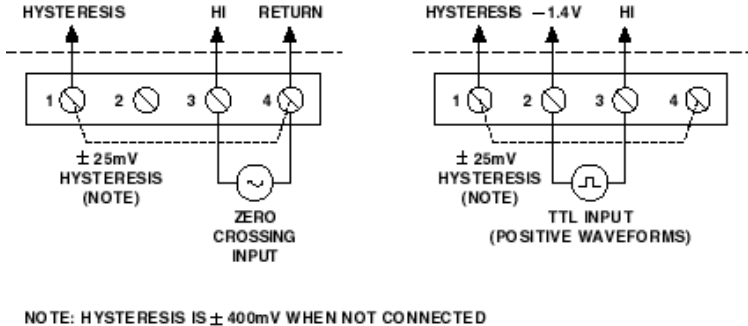 HYSTERESIS HI RETURN
1 2 3 4
± 25mV
HYSTERESIS
(NOTE)
ZERO
CROSSING
INPUT
HYSTERESIS −1.4V HI
1 2 3 4
± 25mV
HYSTERESIS
(NOTE)
TTL INPUT
(POSITIVE WAVEFORMS)
NOTE: HYSTERESIS IS ± 400mV WHEN NOT CONNECTED